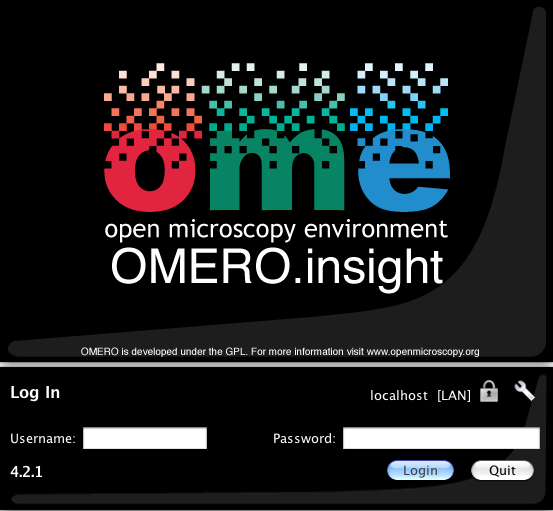 ome
open microscopy environment
OMERO.insight
OMERO is developed under the GPL. For more information visit www.openmicroscopy.org
Log In
localhost [LAN]
Username:
Password:
4.2.1
Login
Quit